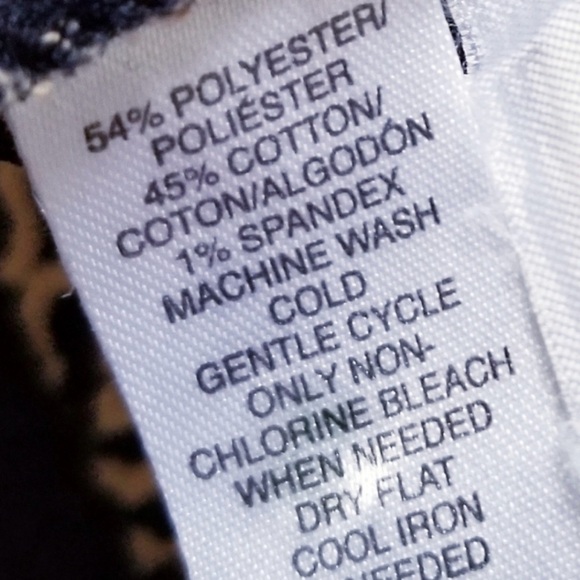 54% POLYESTER/
POLIÉSTER
45% COTTON/
COTON/ALGODÓN
1% SPANDEX
MACHINE WASH
COLD
GENTLE CYCLE
ONLY NON-
CHLORINE BLEACH
WHEN NEEDED
DRY FLAT
COOL IRON
NEEDED